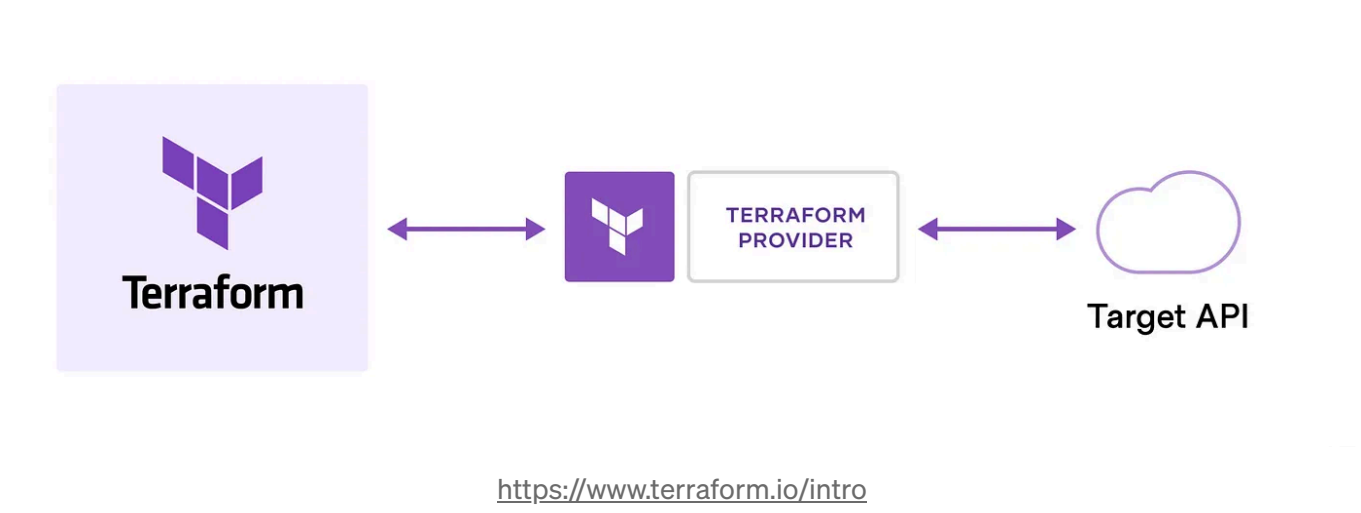 Terraform
TERRAFORM
PROVIDER
Target API
https://www.terraform.io/intro